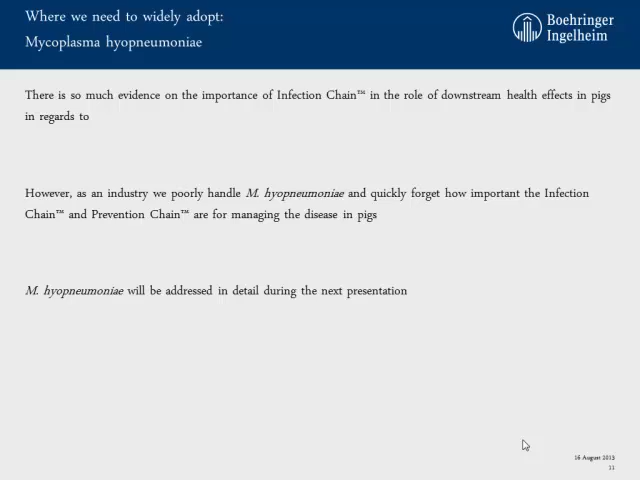 Where we need to widely adopt:
Mycoplasma hyopneumoniae
Boehringer
Ingelheim
There is so much evidence on the importance of Infection Chain™ in the role of downstream health effects in pigs
in regards to
However, as an industry we poorly handle M. hyopneumoniae and quickly forget how important the Infection
Chain™ and Prevention Chain™ are for managing the disease in pigs
M. hyopneumoniae will be addressed in detail during the next presentation
16 August 2013
11